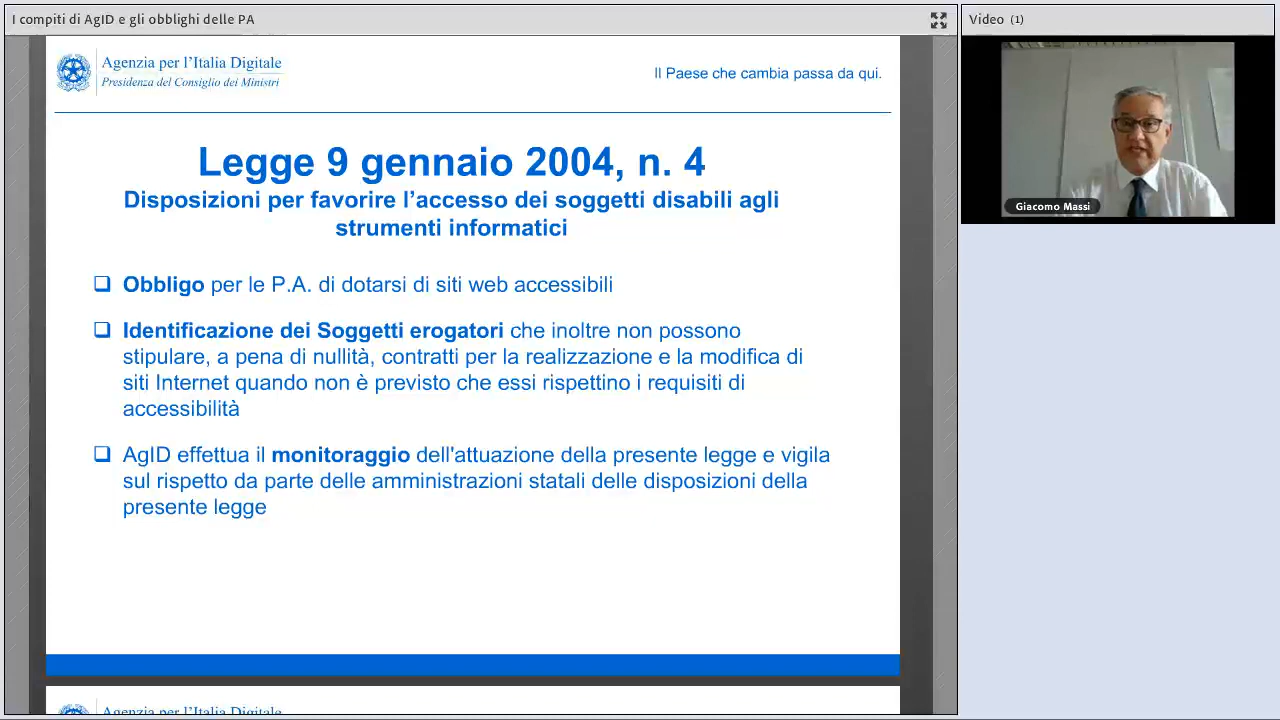 I compiti di AgID e gli obblighi delle PA
Video (1)
Agenzia per l'Italia Digitale
Presidenza del Consiglio dei Ministri
Il Paese che cambia passa da qui.
Giacomo Massi
Legge 9 gennaio 2004, n. 4
Disposizioni per favorire l'accesso dei soggetti disabili agli
strumenti informatici
❑ Obbligo per le P.A. di dotarsi di siti web accessibili
❑ Identificazione dei Soggetti erogatori che inoltre non possono
stipulare, a pena di nullità, contratti per la realizzazione e la modifica di
siti Internet quando non è previsto che essi rispettino i requisiti di
accessibilità
❑ AgID effettua il monitoraggio dell'attuazione della presente legge e vigila
sul rispetto da parte delle amministrazioni statali delle disposizioni della
presente legge
Agenzia per l'Italia Digitale